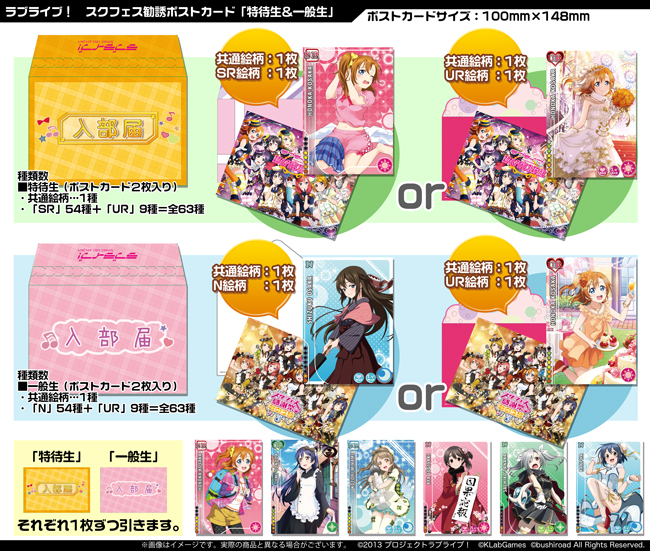 ラブライブ！ スクフェス勧誘ポストカード「特待生&一般生」
ポストカードサイズ：100mm×148mm
入部届
共通絵柄：1枚
SR絵柄 ：1枚
HONOKA KOSAKA
or
共通絵柄：1枚
UR絵柄 ：1枚
HONOKA KOSAKA
種類数
■特待生（ポストカード2枚入り）
・共通絵柄…1種
・「SR」54種＋「UR」9種＝全63種
入部届
共通絵柄：1枚
N絵柄 ：1枚
or
共通絵柄：1枚
UR絵柄 ：1枚
HONOKA KOSAKA
種類数
■一般生（ポストカード2枚入り）
・共通絵柄…1種
・「N」54種＋「UR」9種＝全63種
「特待生」 「一般生」
入部届 入部届
それぞれ1枚ずつ引きます。
※画像はイメージです。実際の商品と異なる場合がございます。 ©2013 プロジェクトラブライブ！ ©KLabGames ©bushiroad All Rights Reserved.